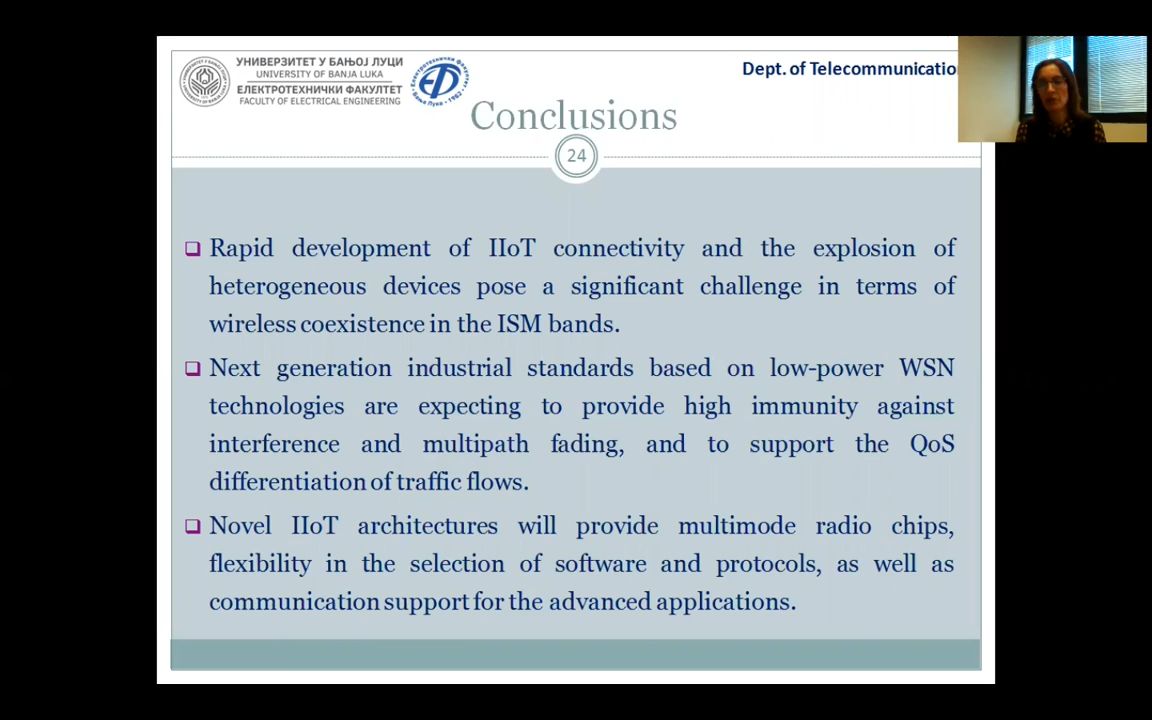 УНИВЕРЗИТЕТ У БАЊОЈ ЛУЦИ
UNIVERSITY OF BANJA LUKA
ЕЛЕКТРОТЕХНИЧКИ ФАКУЛТЕТ
FACULTY OF ELECTRICAL ENGINEERING
Dept. of Telecommunicatio
Conclusions
24
Rapid development of IIoT connectivity and the explosion of
heterogeneous devices pose a significant challenge in terms of
wireless coexistence in the ISM bands.
Next generation industrial standards based on low-power WSN
technologies are expecting to provide high immunity against
interference and multipath fading, and to support the QoS
differentiation of traffic flows.
Novel IIoT architectures will provide multimode radio chips,
flexibility in the selection of software and protocols, as well as
communication support for the advanced applications.